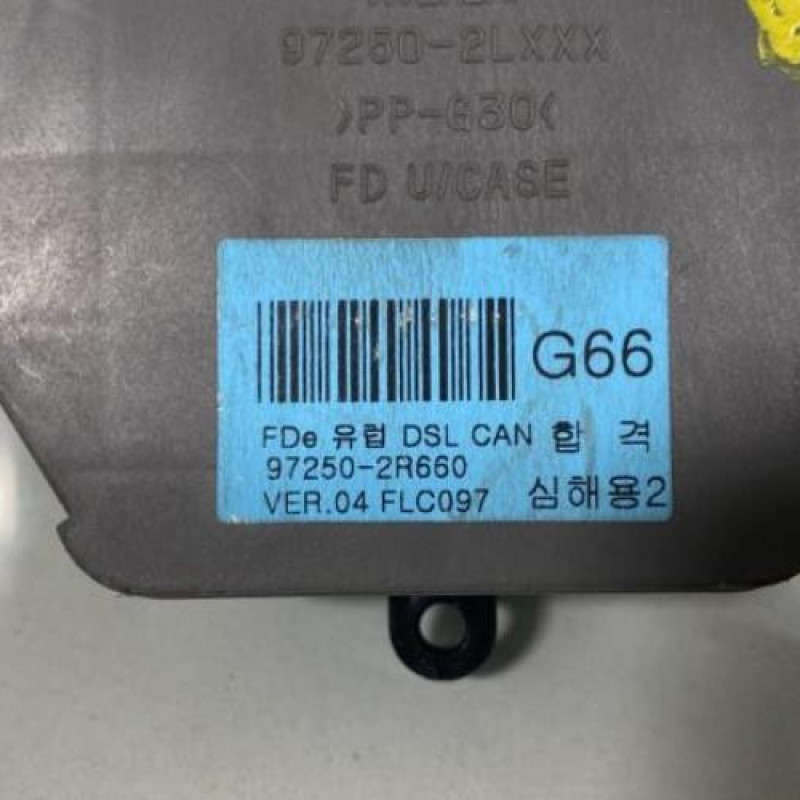 97250-2LXXX
>PP-G30<
FD U/CASE
G66
FDe 유럽 DSL CAN 합 격
97250-2R660
VER.04 FLC097 심해용2